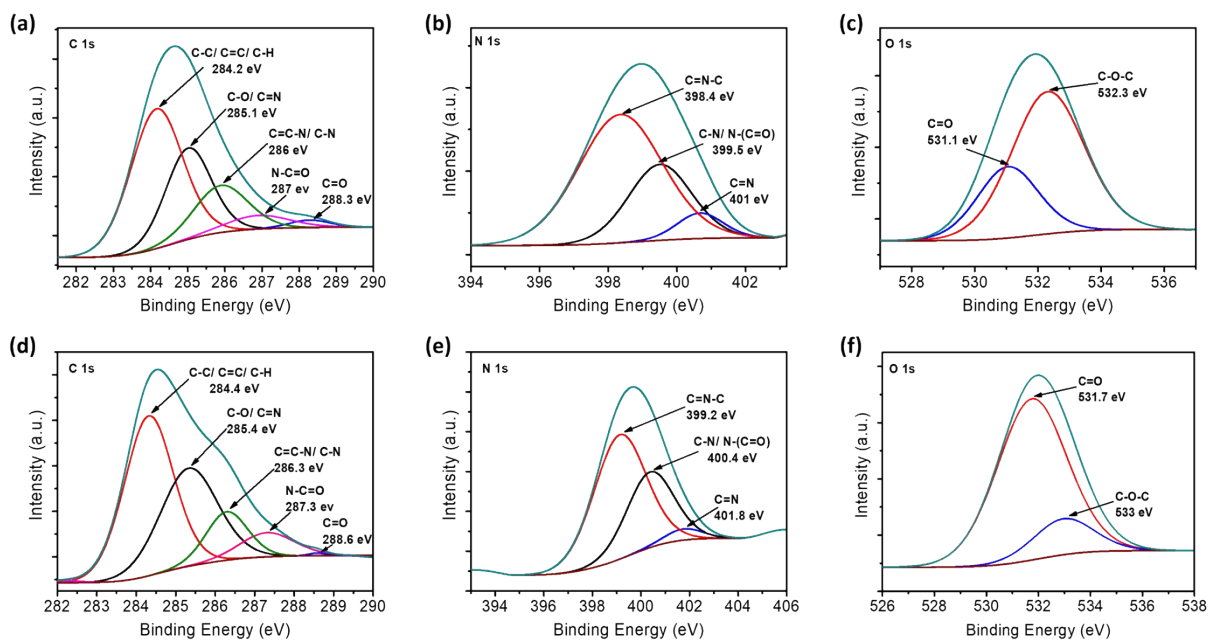 (a)
C 1s
C-C/ C=C/ C-H
284.2 eV
C-O/ C=N
285.1 eV
C=C-N/ C-N
286 eV
N-C=O
287 ev
C=O
288.3 eV
Intensity (a.u.)
282 283 284 285 286 287 288 289 290
Binding Energy (eV)
(b)
N 1s
C=N-C
398.4 eV
C-N/ N-(C=O)
399.5 eV
C=N
401 eV
Intensity (a.u.)
394 396 398 400 402
Binding Energy (eV)
(c)
O 1s
C-O-C
532.3 eV
C=O
531.1 eV
Intensity (a.u.)
528 530 532 534 536
Binding Energy (eV)
(d)
C 1s
C-C/ C=C/ C-H
284.4 eV
C-O/ C=N
285.4 eV
C=C-N/ C-N
286.3 eV
N-C=O
287.3 ev
C=O
288.6 eV
Intensity (a.u.)
282 283 284 285 286 287 288 289 290
Binding Energy (eV)
(e)
N 1s
C=N-C
399.2 eV
C-N/ N-(C=O)
400.4 eV
C=N
401.8 eV
Intensity (a.u.)
394 396 398 400 402 404 406
Binding Energy (eV)
(f)
O 1s
C=O
531.7 eV
C-O-C
533 eV
Intensity (a.u.)
526 528 530 532 534 536 538
Binding Energy (eV)